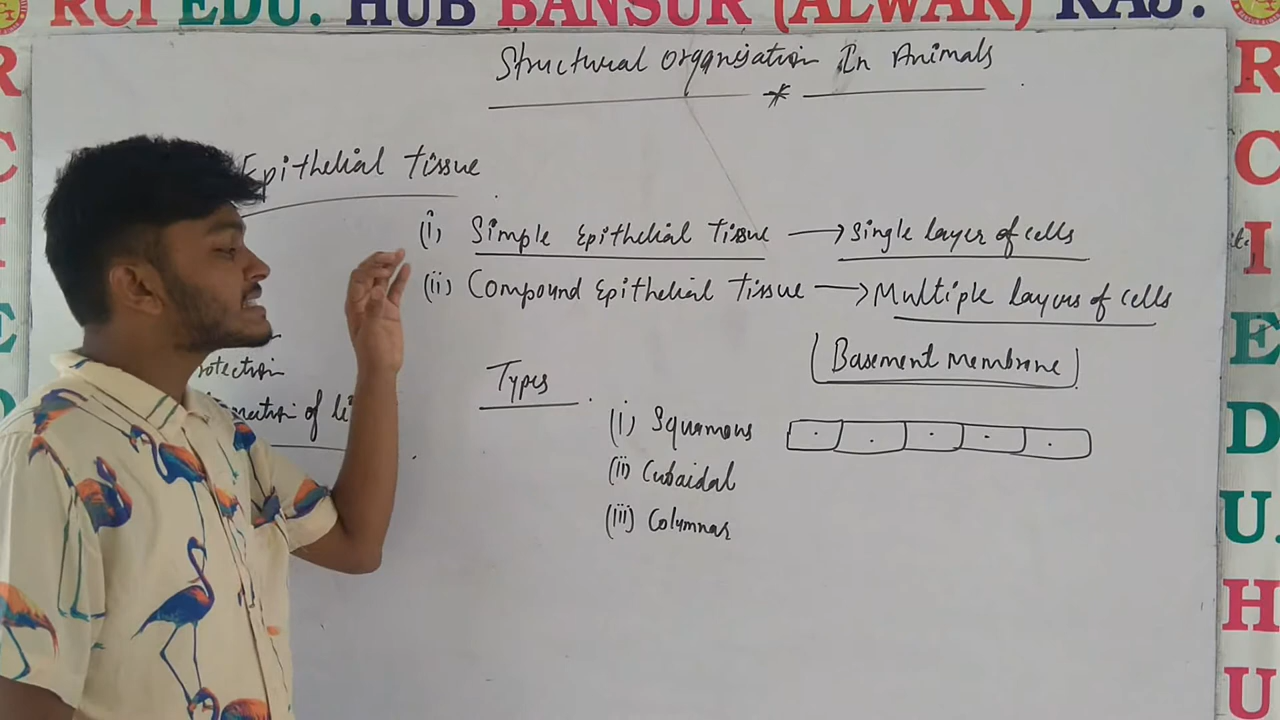 RCI EDU. HUB BANSUR (ALWAR) RAJ.
Structural Organisation In Animals
Epithelial Tissue
(i) Simple Epithelial Tissue → Single layer of cells
(ii) Compound Epithelial Tissue → Multiple layers of cells
(Basement Membrane)
Types
(i) Squamous
(ii) Cuboidal
(iii) Columnar
of
R
C
I
E
D
R
C
I
E
D
U.
H
U